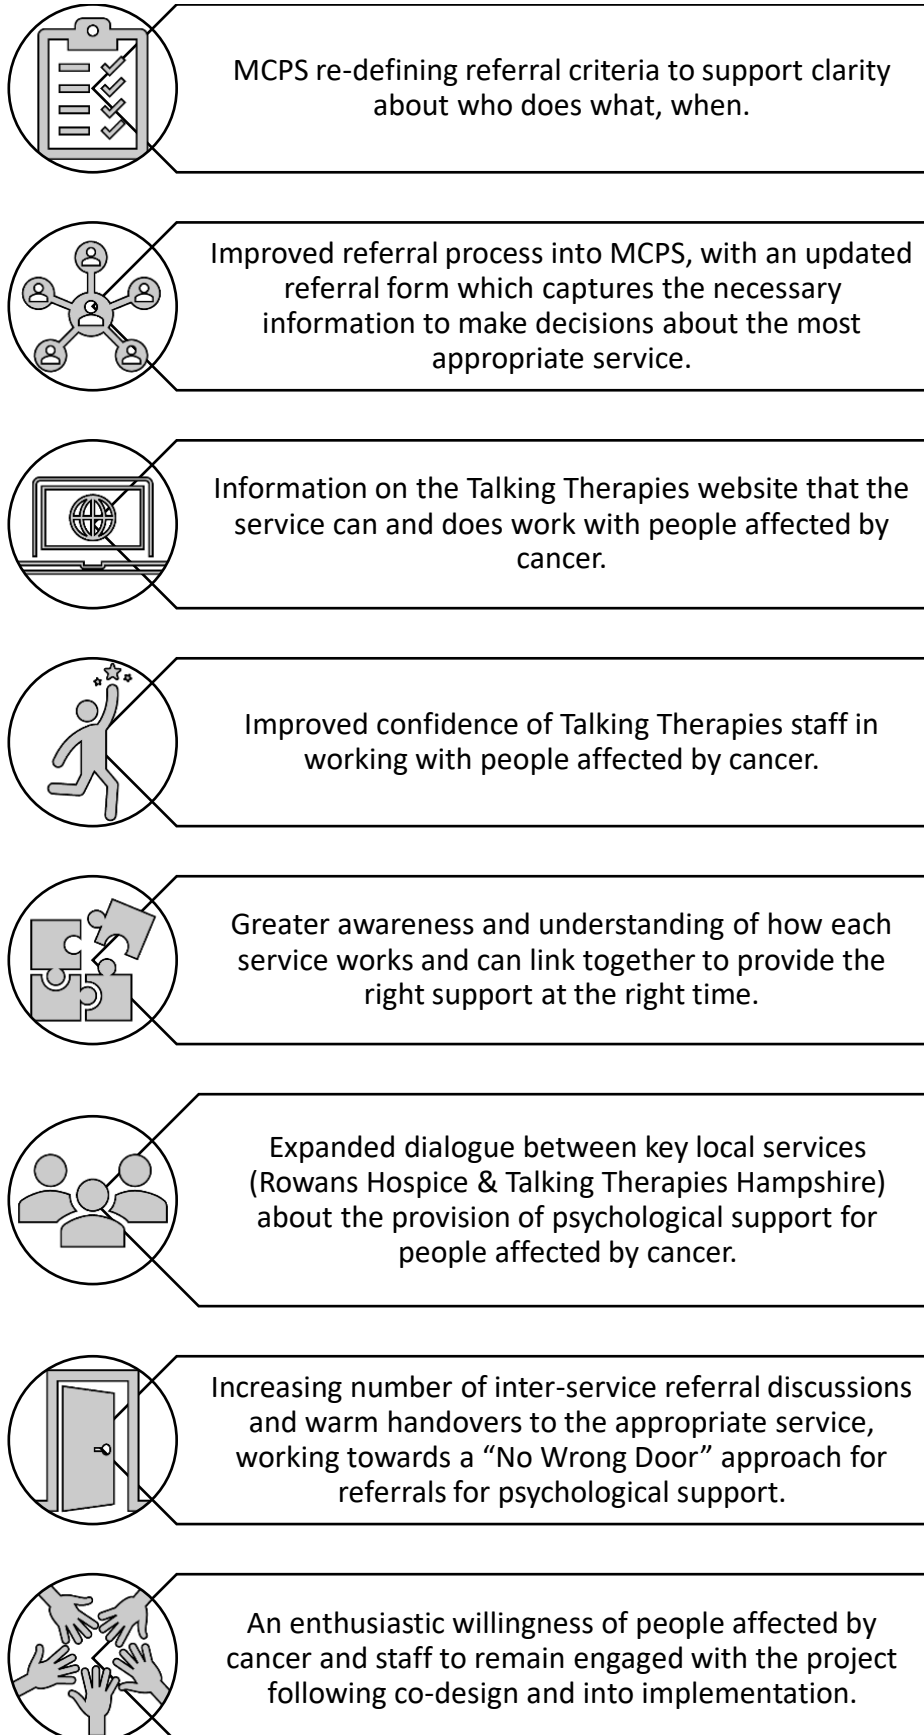 MCPS re-defining referral criteria to support clarity
about who does what, when.
Improved referral process into MCPS, with an updated
referral form which captures the necessary
information to make decisions about the most
appropriate service.
Information on the Talking Therapies website that the
service can and does work with people affected by
cancer.
Improved confidence of Talking Therapies staff in
working with people affected by cancer.
Greater awareness and understanding of how each
service works and can link together to provide the
right support at the right time.
Expanded dialogue between key local services
(Rowans Hospice & Talking Therapies Hampshire)
about the provision of psychological support for
people affected by cancer.
Increasing number of inter-service referral discussions
and warm handovers to the appropriate service,
working towards a “No Wrong Door” approach for
referrals for psychological support.
An enthusiastic willingness of people affected by
cancer and staff to remain engaged with the project
following co-design and into implementation.